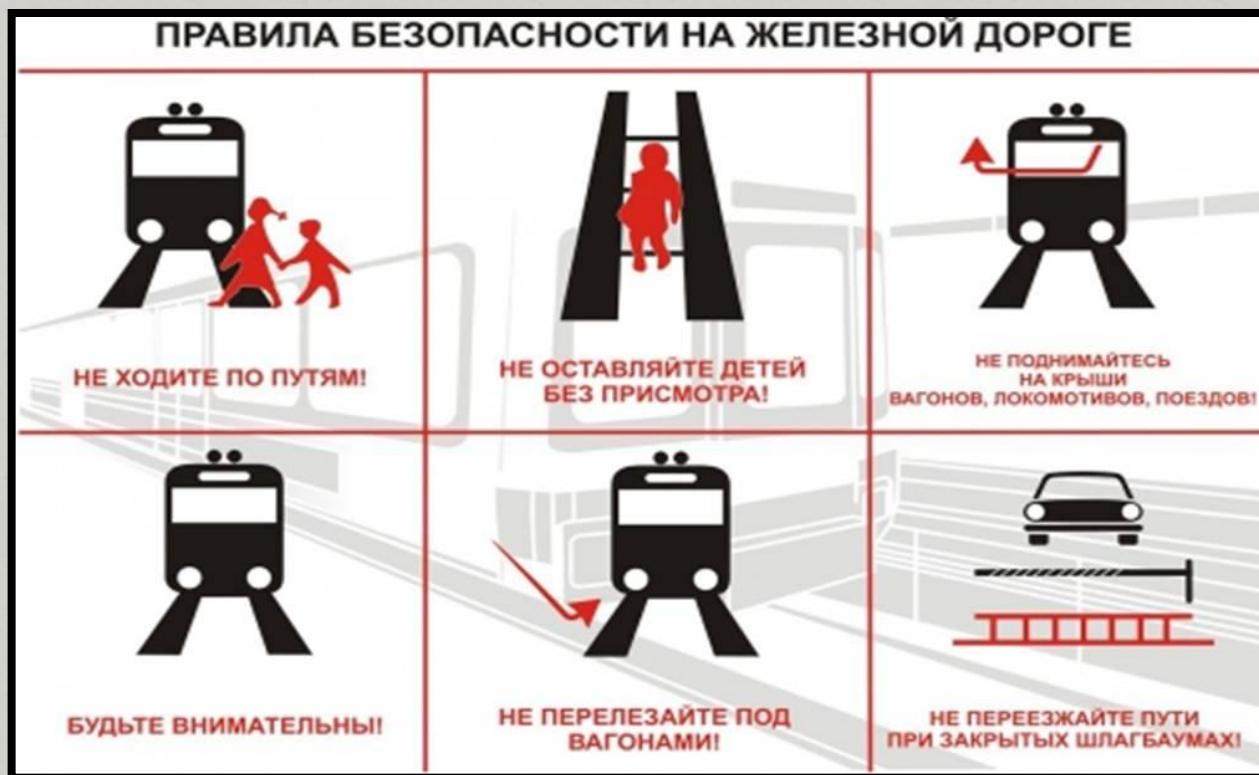 ПРАВИЛА БЕЗОПАСНОСТИ НА ЖЕЛЕЗНОЙ ДОРОГЕ
НЕ ХОДИТЕ ПО ПУТЯМ!
НЕ ОСТАВЛЯЙТЕ ДЕТЕЙ
БЕЗ ПРИСМОТРА!
НЕ ПОДНИМАЙТЕСЬ
НА КРЫШИ
ВАГОНОВ, ЛОКОМОТИВОВ, ПОЕЗДОВ!
БУДЬТЕ ВНИМАТЕЛЬНЫ!
НЕ ПЕРЕЛЕЗАЙТЕ ПОД
ВАГОНАМИ!
НЕ ПЕРЕЕЗЖАЙТЕ ПУТИ
ПРИ ЗАКРЫТЫХ ШЛАГБАУМАХ!